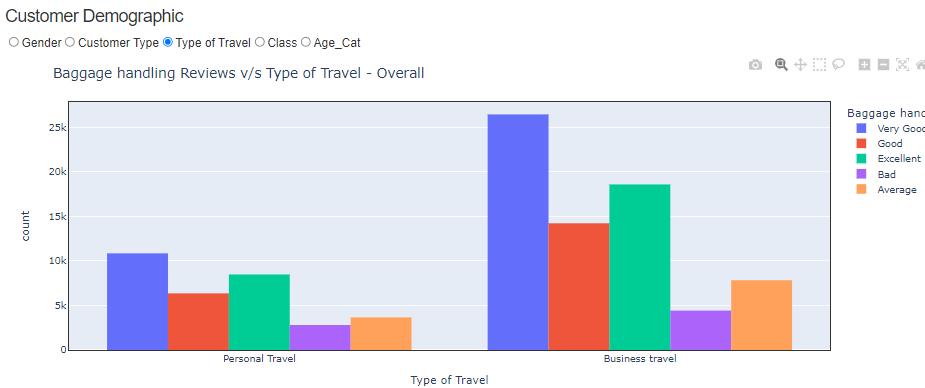 Customer Demographic
Gender Customer Type Type of Travel Class Age_Cat
Baggage handling Reviews v/s Type of Travel - Overall
Baggage hand
Very Good
Good
Excellent
Bad
Average
25k
20k
15k
10k
5k
0
count
Personal Travel Business travel
Type of Travel